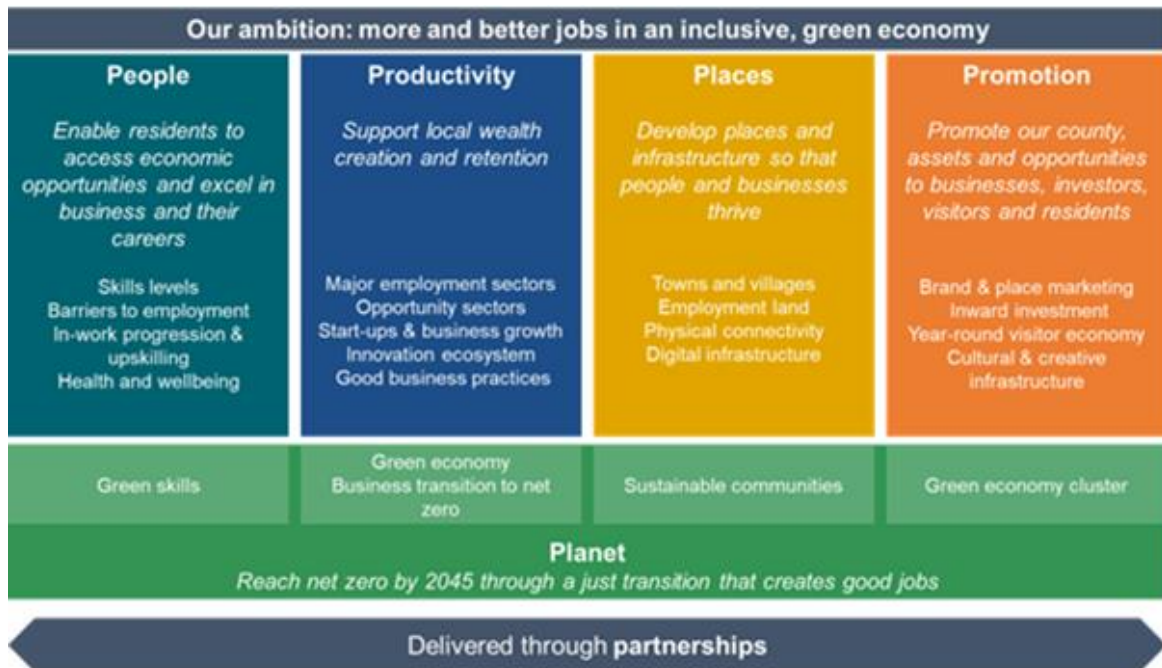 Our ambition: more and better jobs in an inclusive, green economy
People
Enable residents to
access economic
opportunities and excel in
business and their
careers
Skills levels
Barriers to employment
In-work progression &
upskilling
Health and wellbeing
Productivity
Support local wealth
creation and retention
Major employment sectors
Opportunity sectors
Start-ups & business growth
Innovation ecosystem
Good business practices
Places
Develop places and
infrastructure so that
people and businesses
thrive
Towns and villages
Employment land
Physical connectivity
Digital infrastructure
Promotion
Promote our county,
assets and opportunities
to businesses, investors,
visitors and residents
Brand & place marketing
Inward investment
Year-round visitor economy
Cultural & creative
infrastructure
Green skills
Green economy
Business transition to net
zero
Sustainable communities
Green economy cluster
Planet
Reach net zero by 2045 through a just transition that creates good jobs
Delivered through partnerships